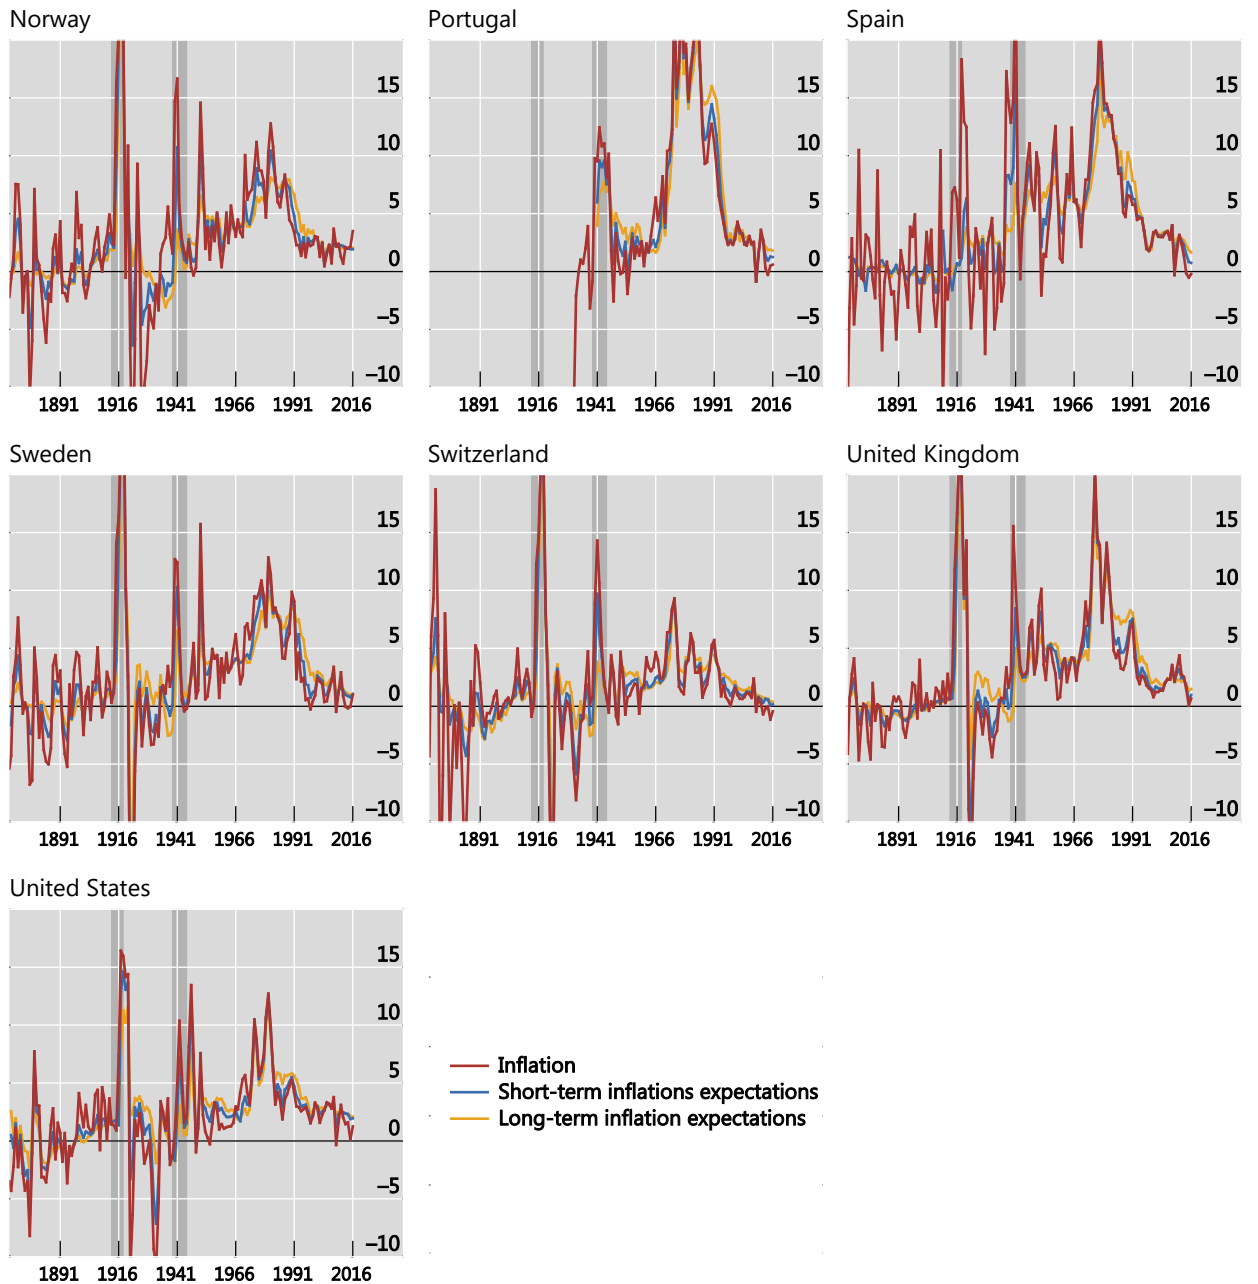 Norway
Portugal
Spain
15
10
5
0
–5
–10
1891 1916 1941 1966 1991 2016
15
10
5
0
–5
–10
1891 1916 1941 1966 1991 2016
15
10
5
0
–5
–10
1891 1916 1941 1966 1991 2016
Sweden
Switzerland
United Kingdom
15
10
5
0
–5
–10
1891 1916 1941 1966 1991 2016
15
10
5
0
–5
–10
1891 1916 1941 1966 1991 2016
15
10
5
0
–5
–10
1891 1916 1941 1966 1991 2016
United States
15
10
5
0
–5
–10
1891 1916 1941 1966 1991 2016
Inflation
Short-term inflations expectations
Long-term inflation expectations